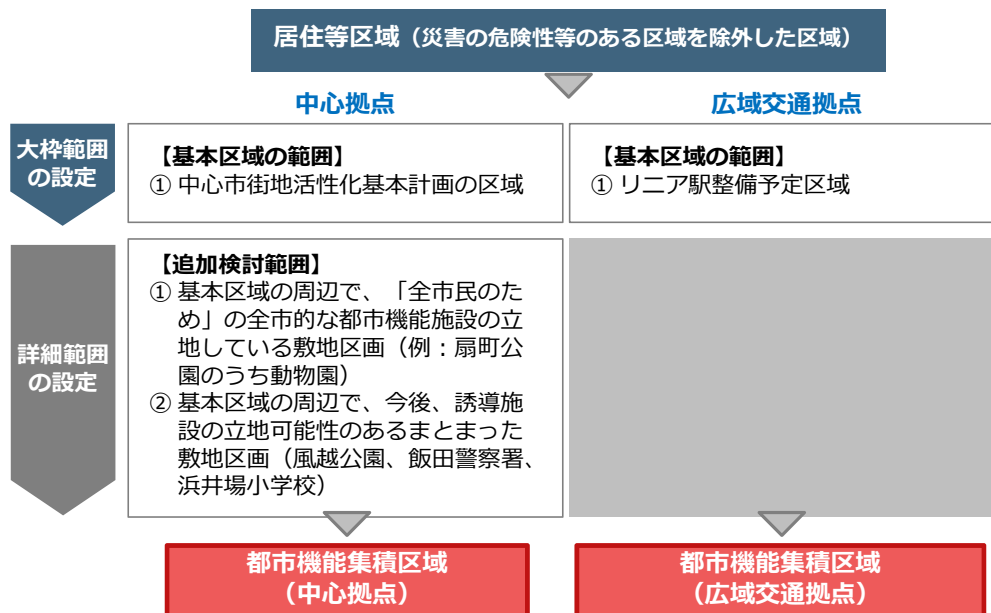 居住等区域（災害の危険性等のある区域を除外した区域）
中心拠点
広域交通拠点
大枠範囲
の設定
【基本区域の範囲】
① 中心市街地活性化基本計画の区域
【基本区域の範囲】
① リニア駅整備予定区域
詳細範囲
の設定
【追加検討範囲】
① 基本区域の周辺で、「全市民のた
め」の全市的な都市機能施設の立
地している敷地区画（例：扇町公
園のうち動物園）
② 基本区域の周辺で、今後、誘導施
設の立地可能性のあるまとまった
敷地区画（風越公園、飯田警察署、
浜井場小学校）
都市機能集積区域
（中心拠点）
都市機能集積区域
（広域交通拠点）